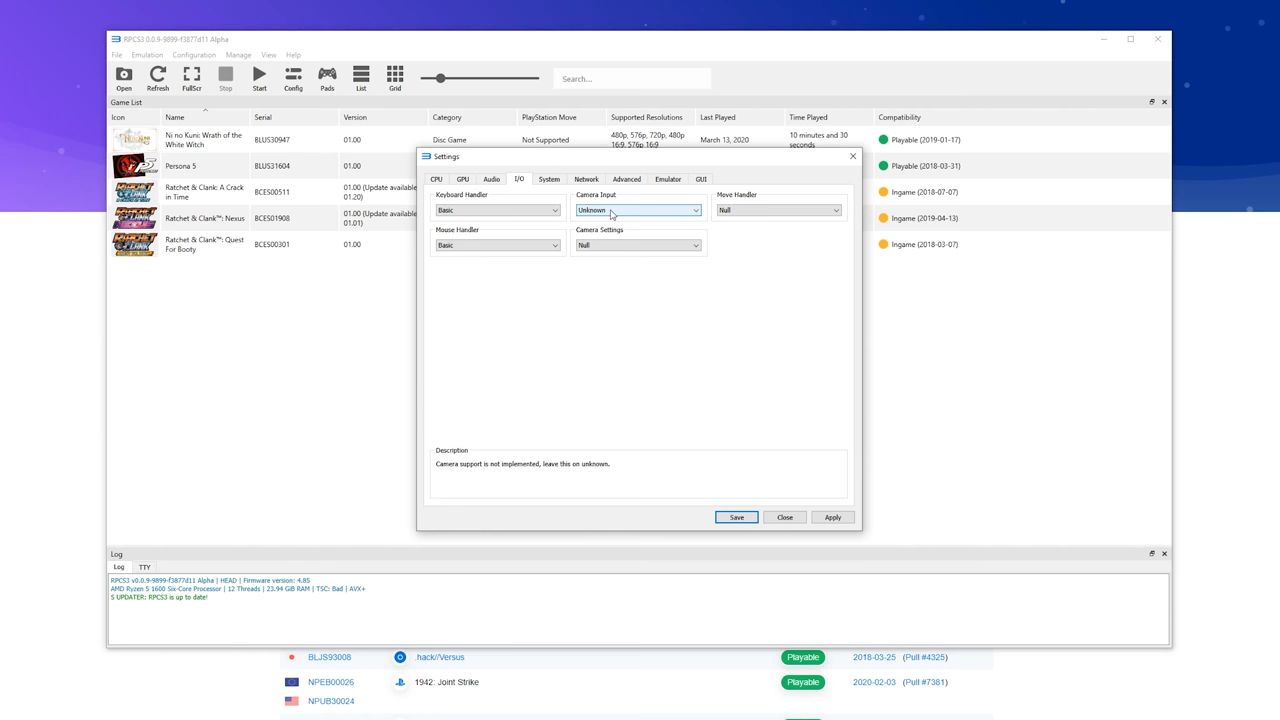 RPCS3 0.0.9-9899-f3877d11 Alpha
File Emulation Configuration Manage View Help
Open Refresh FullScr Stop Start Config Pads List Grid Search...
Game List
Icon Name Serial Version Category PlayStation Move Supported Resolutions Last Played Time Played Compatibility
Ni no Kuni: Wrath of the White Witch BLUS30947 01.00 Disc Game Not Supported 480p, 576p, 720p, 480p 16:9, 576p 16:9 March 13, 2020 10 minutes and 30 seconds Playable (2019-01-17)
Persona 5 BLUS31604 01.00 Playable (2018-03-31)
Ratchet & Clank: A Crack in Time BCES00511 01.00 (Update available 01.20) Ingame (2018-07-07)
Ratchet & Clank™: Nexus BCES01908 01.00 (Update available 01.01) Ingame (2019-04-13)
Ratchet & Clank™: Quest For Booty BCES00301 01.00 Ingame (2018-03-07)
Settings
CPU GPU Audio I/O System Network Advanced Emulator GUI
Keyboard Handler Camera Input Move Handler
Basic Unknown Null
Mouse Handler Camera Settings
Basic Null
Description
Camera support is not implemented, leave this on unknown.
Save Close Apply
Log
Log TTY
RPCS3 v0.0.9-9899-f3877d11 Alpha | HEAD | Firmware version: 4.85
AMD Ryzen 5 1600 Six-Core Processor | 12 Threads | 23.94 GiB RAM | TSC: Bad | AVX+
S UPDATER: RPCS3 is up to date!
BLJS93008 .hack//Versus Playable 2018-03-25 (Pull #4325)
NPEB00026 1942: Joint Strike Playable 2020-02-03 (Pull #7381)
NPUB30024